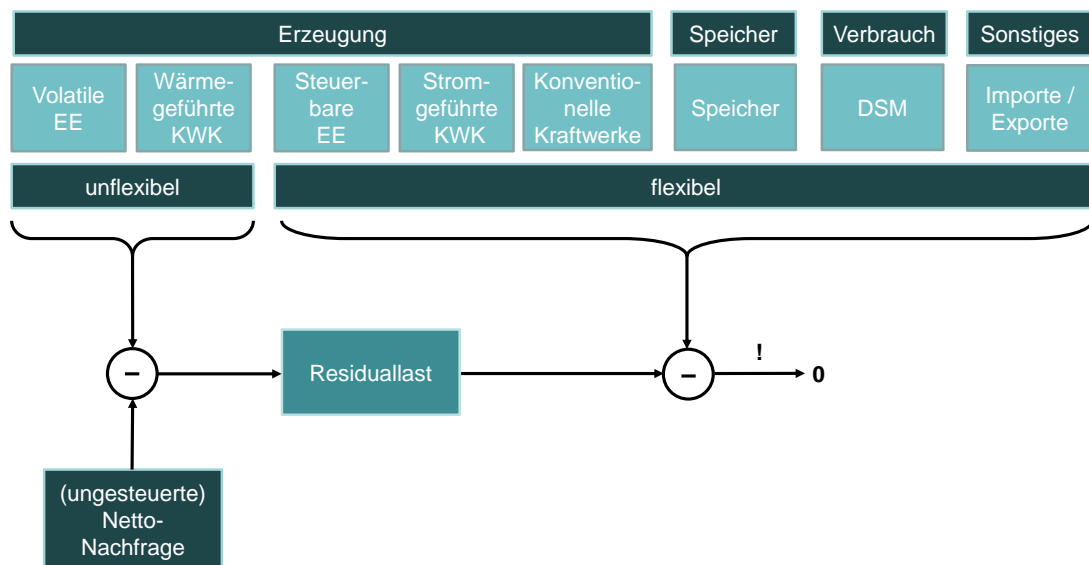 Erzeugung
Speicher
Verbrauch
Sonstiges
Volatile
EE
Wärme-
geführte
KWK
Steuer-
bare
EE
Strom-
geführte
KWK
Konventio-
nelle
Kraftwerke
Speicher
DSM
Importe /
Exporte
unflexibel
flexibel
–
Residuallast
–
!
0
(ungesteuerte)
Netto-
Nachfrage